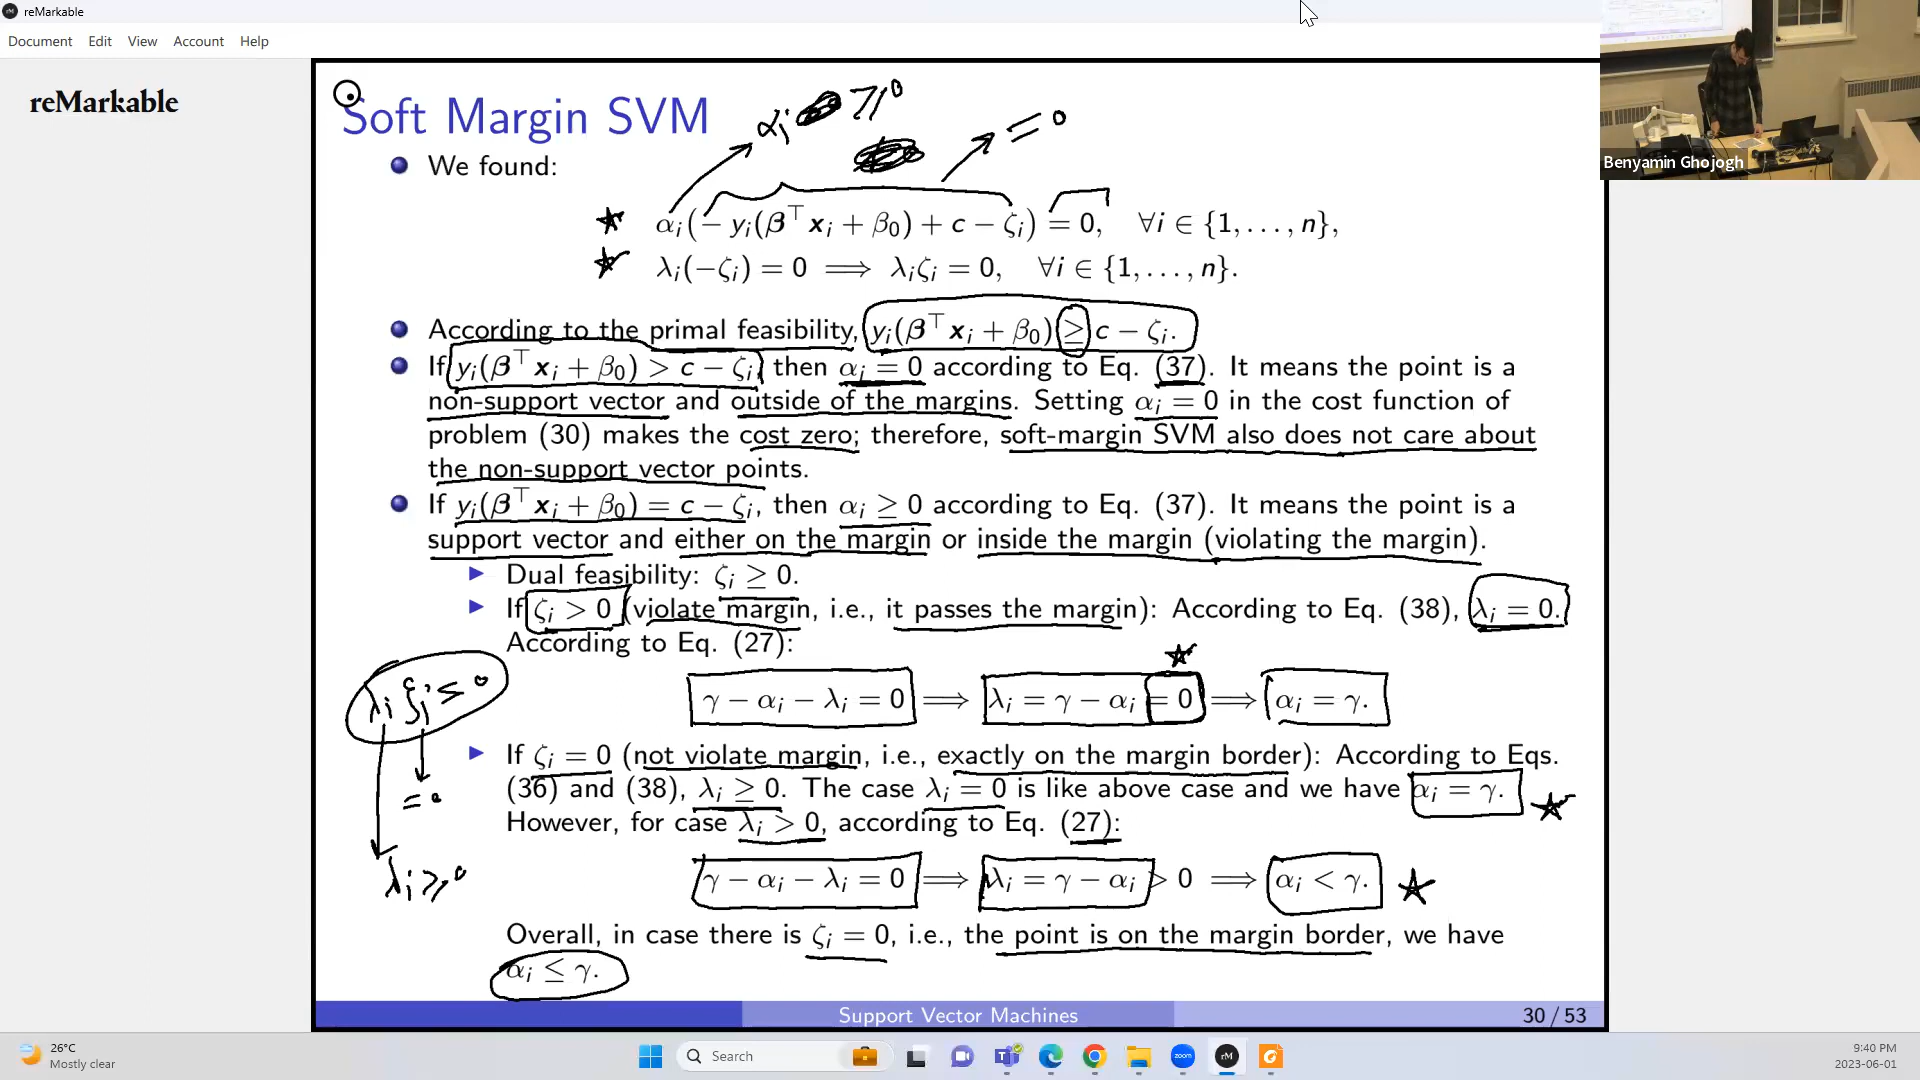 reMarkable
Document Edit View Account Help
reMarkable
Benyamin Ghojogh
Soft Margin SVM
αᵢ ⩾ 0
= 0
We found:
αᵢ(− yᵢ(β⊤xᵢ + β₀) + c − ζᵢ) = 0, ∀i ∈ {1, . . . , n},
λᵢ(−ζᵢ) = 0 ⟹ λᵢζᵢ = 0, ∀i ∈ {1, . . . , n}.
According to the primal feasibility, yᵢ(β⊤xᵢ + β₀) ≥ c − ζᵢ.
If yᵢ(β⊤xᵢ + β₀) > c − ζᵢ, then αᵢ = 0 according to Eq. (37). It means the point is a
non-support vector and outside of the margins. Setting αᵢ = 0 in the cost function of
problem (30) makes the cost zero; therefore, soft-margin SVM also does not care about
the non-support vector points.
If yᵢ(β⊤xᵢ + β₀) = c − ζᵢ, then αᵢ ≥ 0 according to Eq. (37). It means the point is a
support vector and either on the margin or inside the margin (violating the margin).
Dual feasibility: ζᵢ ≥ 0.
If ζᵢ > 0 (violate margin, i.e., it passes the margin): According to Eq. (38), λᵢ = 0.
According to Eq. (27):
γ − αᵢ − λᵢ = 0 ⟹ λᵢ = γ − αᵢ = 0 ⟹ αᵢ = γ.
If ζᵢ = 0 (not violate margin, i.e., exactly on the margin border): According to Eqs.
(36) and (38), λᵢ ≥ 0. The case λᵢ = 0 is like above case and we have αᵢ = γ.
However, for case λᵢ > 0, according to Eq. (27):
γ − αᵢ − λᵢ = 0 ⟹ λᵢ = γ − αᵢ > 0 ⟹ αᵢ < γ.
Overall, in case there is ζᵢ = 0, i.e., the point is on the margin border, we have
αᵢ ≤ γ.
= 0
λᵢ ⩾ 0
Support Vector Machines
30 / 53
26°C
Mostly clear
Search
zoom
rM
9:40 PM
2023-06-01